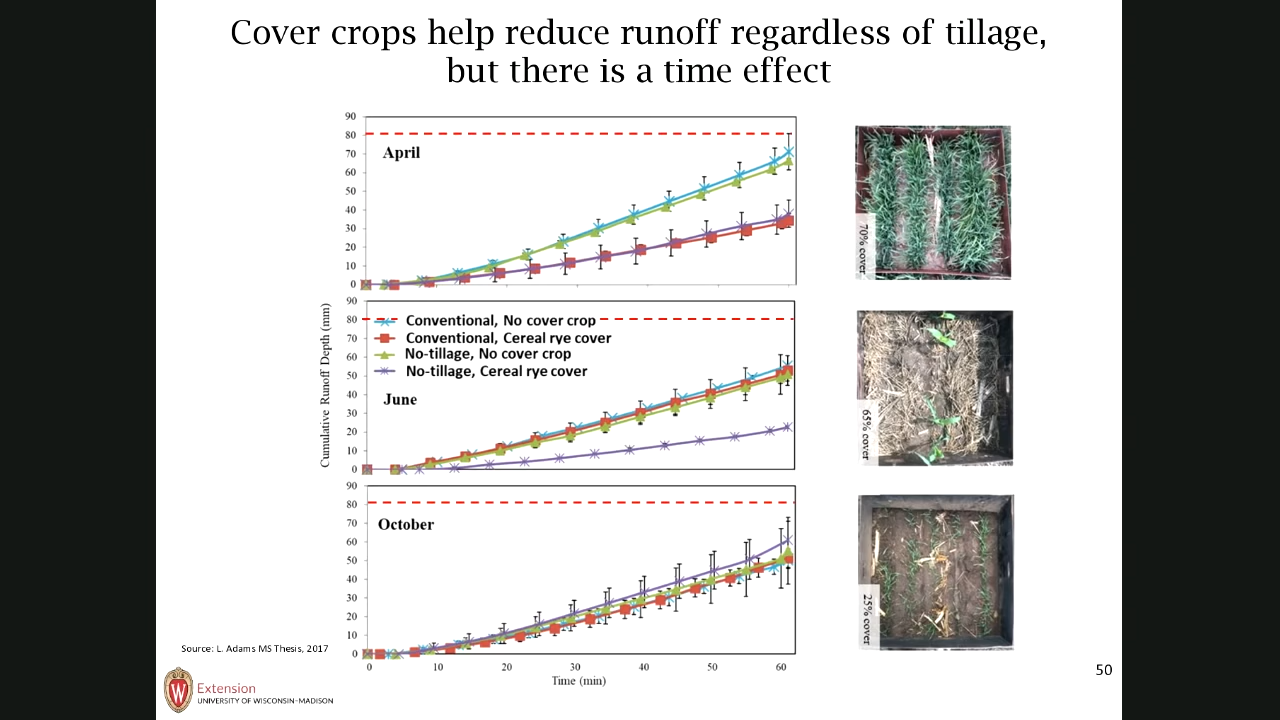 Cover crops help reduce runoff regardless of tillage,
but there is a time effect
90
80
70
60
50
40
30
20
10
0
April
70% cover
Cumulative Runoff Depth (mm)
90
80
70
60
50
40
30
20
10
0
Conventional, No cover crop
Conventional, Cereal rye cover
No-tillage, No cover crop
No-tillage, Cereal rye cover
June
65% cover
90
80
70
60
50
40
30
20
10
0
October
25% cover
0 10 20 30 40 50 60
Time (min)
Source: L. Adams MS Thesis, 2017
W
Extension
UNIVERSITY OF WISCONSIN-MADISON
50